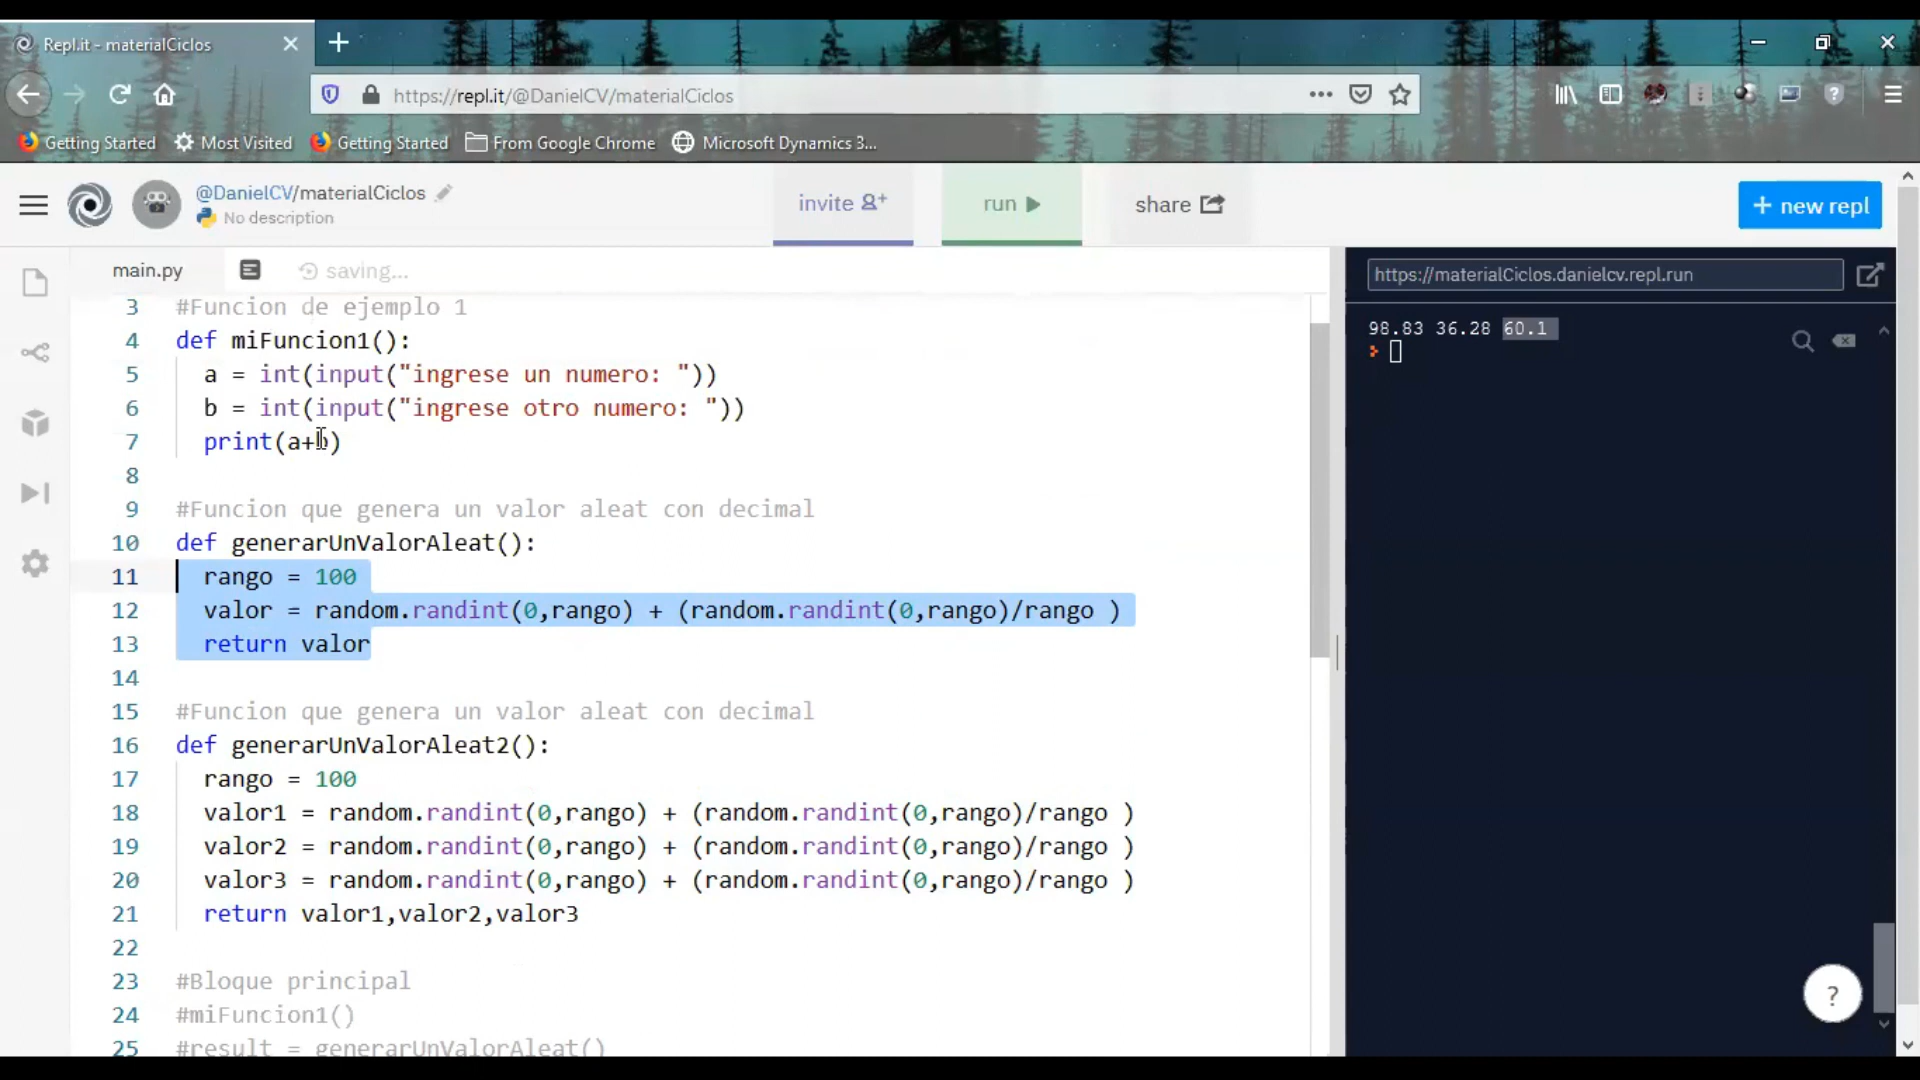 Repl.it - materialCiclos
https://repl.it/@DanielCV/materialCiclos
Getting Started
Most Visited
Getting Started
From Google Chrome
Microsoft Dynamics 3...
@DanielCV/materialCiclos
No description
invite
run
share
+ new repl
main.py
saving...
https://materialCiclos.danielcv.repl.run
98.83 36.28 60.1
3 #Funcion de ejemplo 1
4 def miFuncion1():
5 a = int(input("ingrese un numero: "))
6 b = int(input("ingrese otro numero: "))
7 print(a+b)
8
9 #Funcion que genera un valor aleat con decimal
10 def generarUnValorAleat():
11 rango = 100
12 valor = random.randint(0,rango) + (random.randint(0,rango)/rango )
13 return valor
14
15 #Funcion que genera un valor aleat con decimal
16 def generarUnValorAleat2():
17 rango = 100
18 valor1 = random.randint(0,rango) + (random.randint(0,rango)/rango )
19 valor2 = random.randint(0,rango) + (random.randint(0,rango)/rango )
20 valor3 = random.randint(0,rango) + (random.randint(0,rango)/rango )
21 return valor1,valor2,valor3
22
23 #Bloque principal
24 #miFuncion1()
25 #result = generarUnValorAleat()
?